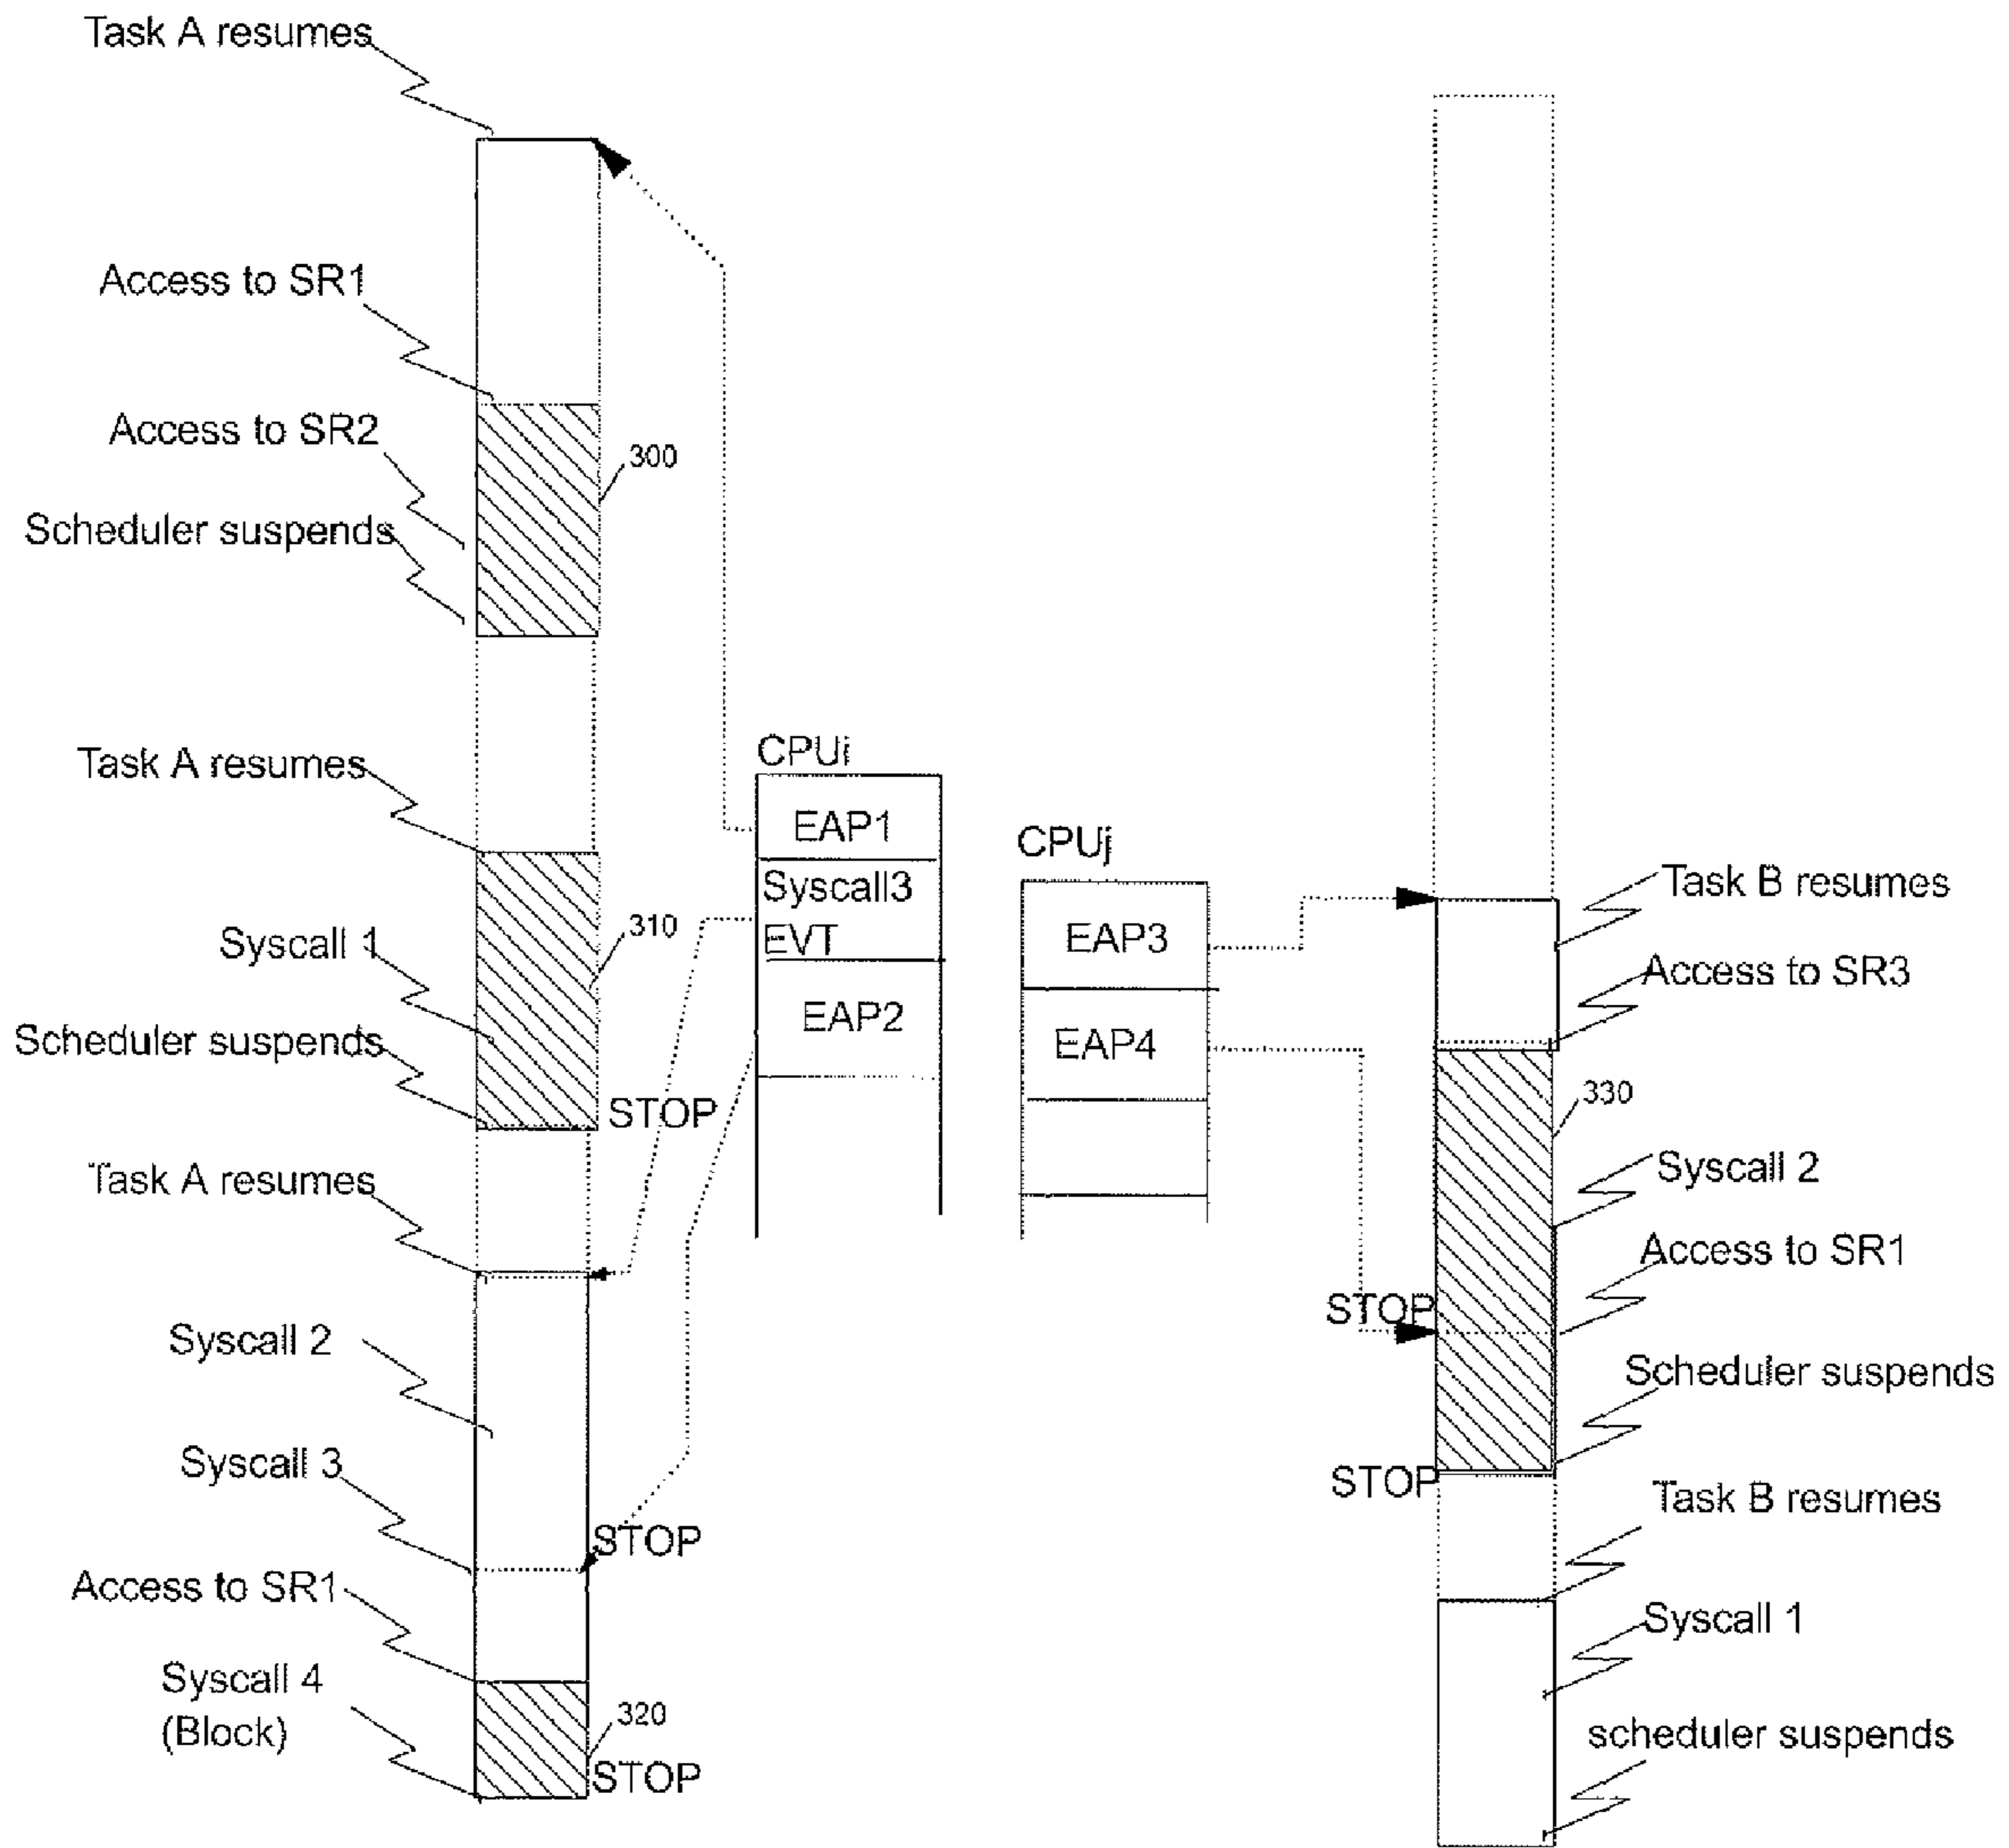 Task A resumes
Access to SR1
Access to SR2
300
Scheduler suspends
Task A resumes
310
Syscall 1
Scheduler suspends
STOP
Task A resumes
Syscall 2
Syscall 3
STOP
Access to SR1
Syscall 4
(Block)
320
STOP
CPUi
EAP1
Syscall3
EVT
EAP2
CPUj
EAP3
EAP4
Task B resumes
Access to SR3
330
Syscall 2
Access to SR1
STOP
Scheduler suspends
STOP
Task B resumes
Syscall 1
scheduler suspends